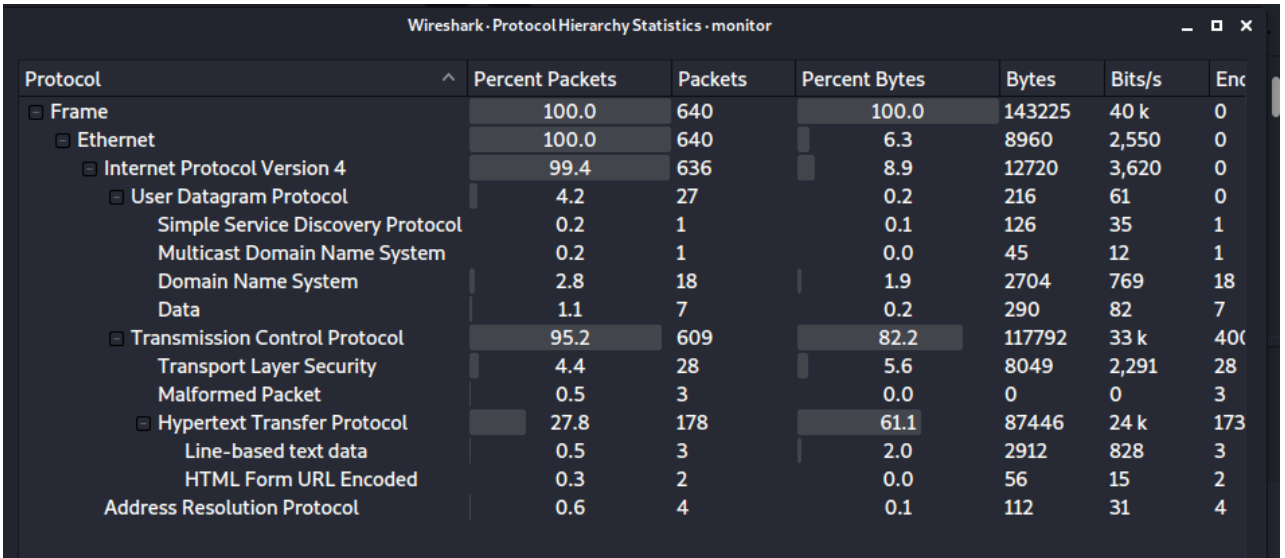 Wireshark · Protocol Hierarchy Statistics · monitor
Protocol Percent Packets Packets Percent Bytes Bytes Bits/s Enc
Frame 100.0 640 100.0 143225 40 k 0
Ethernet 100.0 640 6.3 8960 2,550 0
Internet Protocol Version 4 99.4 636 8.9 12720 3,620 0
User Datagram Protocol 4.2 27 0.2 216 61 0
Simple Service Discovery Protocol 0.2 1 0.1 126 35 1
Multicast Domain Name System 0.2 1 0.0 45 12 1
Domain Name System 2.8 18 1.9 2704 769 18
Data 1.1 7 0.2 290 82 7
Transmission Control Protocol 95.2 609 82.2 117792 33 k 400
Transport Layer Security 4.4 28 5.6 8049 2,291 28
Malformed Packet 0.5 3 0.0 0 0 3
Hypertext Transfer Protocol 27.8 178 61.1 87446 24 k 173
Line-based text data 0.5 3 2.0 2912 828 3
HTML Form URL Encoded 0.3 2 0.0 56 15 2
Address Resolution Protocol 0.6 4 0.1 112 31 4